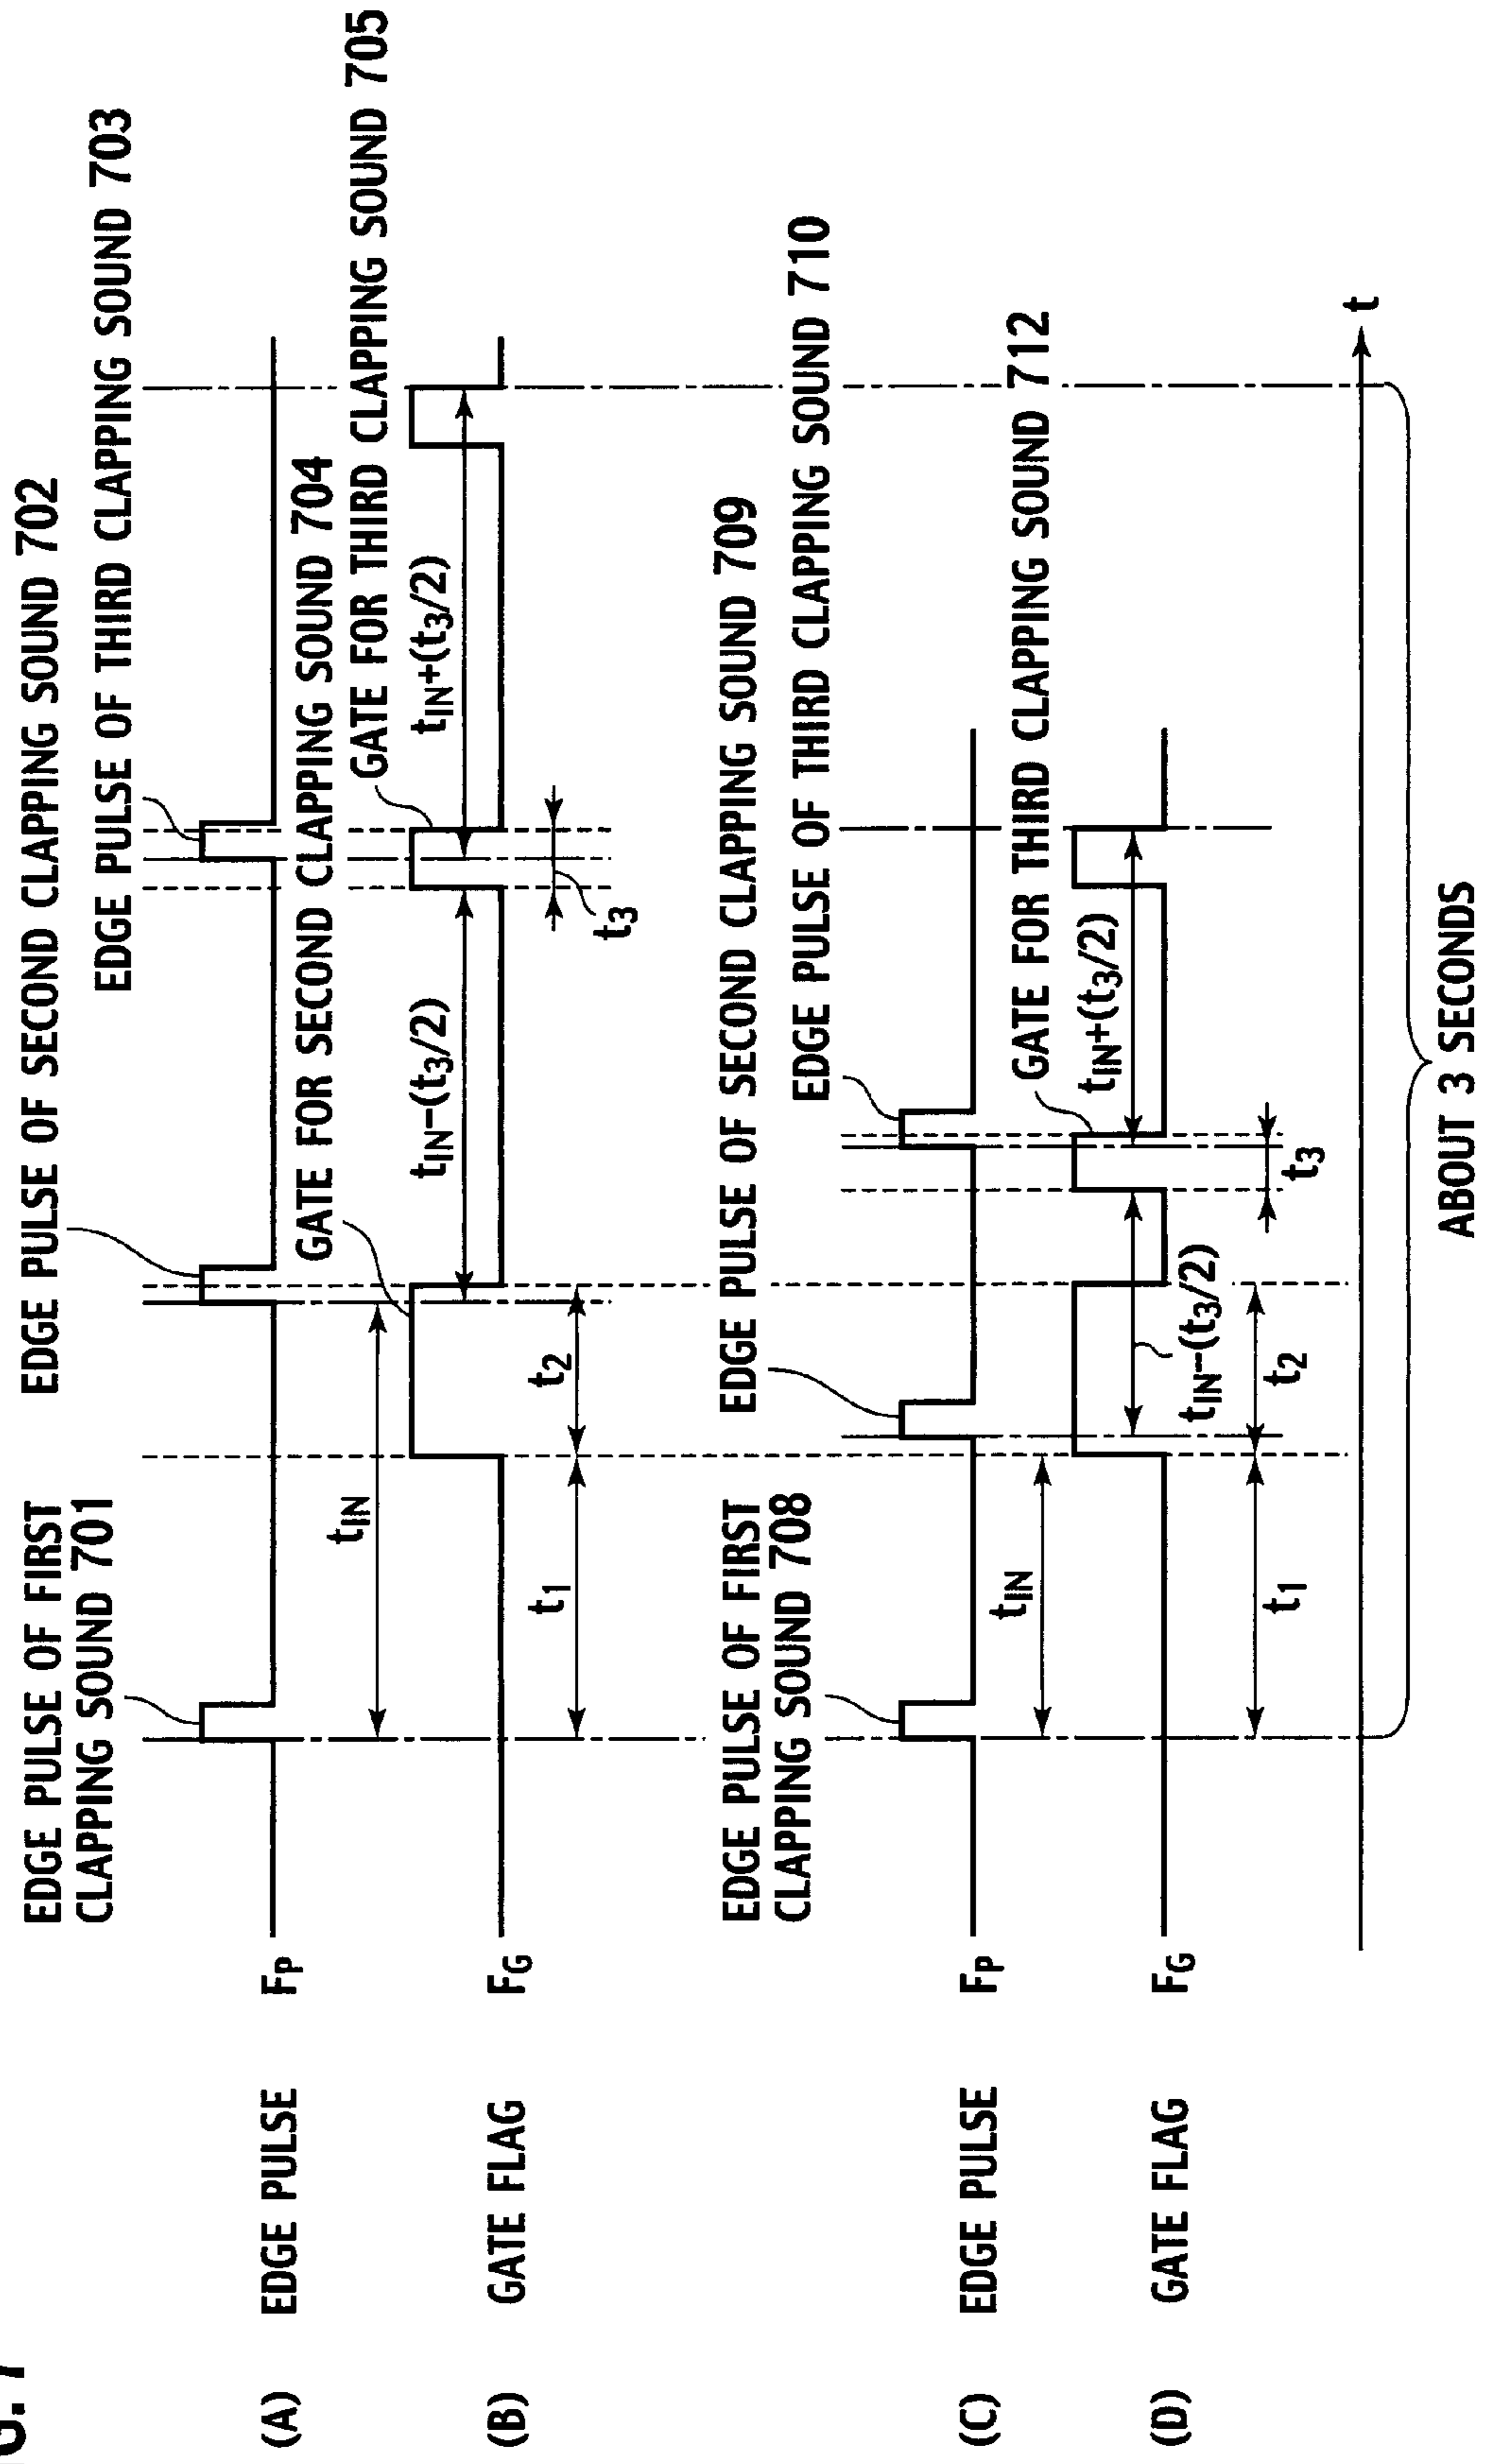 (A) EDGE PULSE FP
EDGE PULSE OF FIRST
CLAPPING SOUND 701
EDGE PULSE OF SECOND CLAPPING SOUND 702
EDGE PULSE OF THIRD CLAPPING SOUND 703
tIN
(B) GATE FLAG FG
GATE FOR SECOND CLAPPING SOUND 704
GATE FOR THIRD CLAPPING SOUND 705
tIN-(t3/2)
tIN+(t3/2)
t1
t2
t3
(C) EDGE PULSE FP
EDGE PULSE OF FIRST
CLAPPING SOUND 708
EDGE PULSE OF SECOND CLAPPING SOUND 709
EDGE PULSE OF THIRD CLAPPING SOUND 710
tIN
(D) GATE FLAG FG
GATE FOR THIRD CLAPPING SOUND 712
tIN-(t3/2)
tIN+(t3/2)
t1
t2
t3
t
ABOUT 3 SECONDS